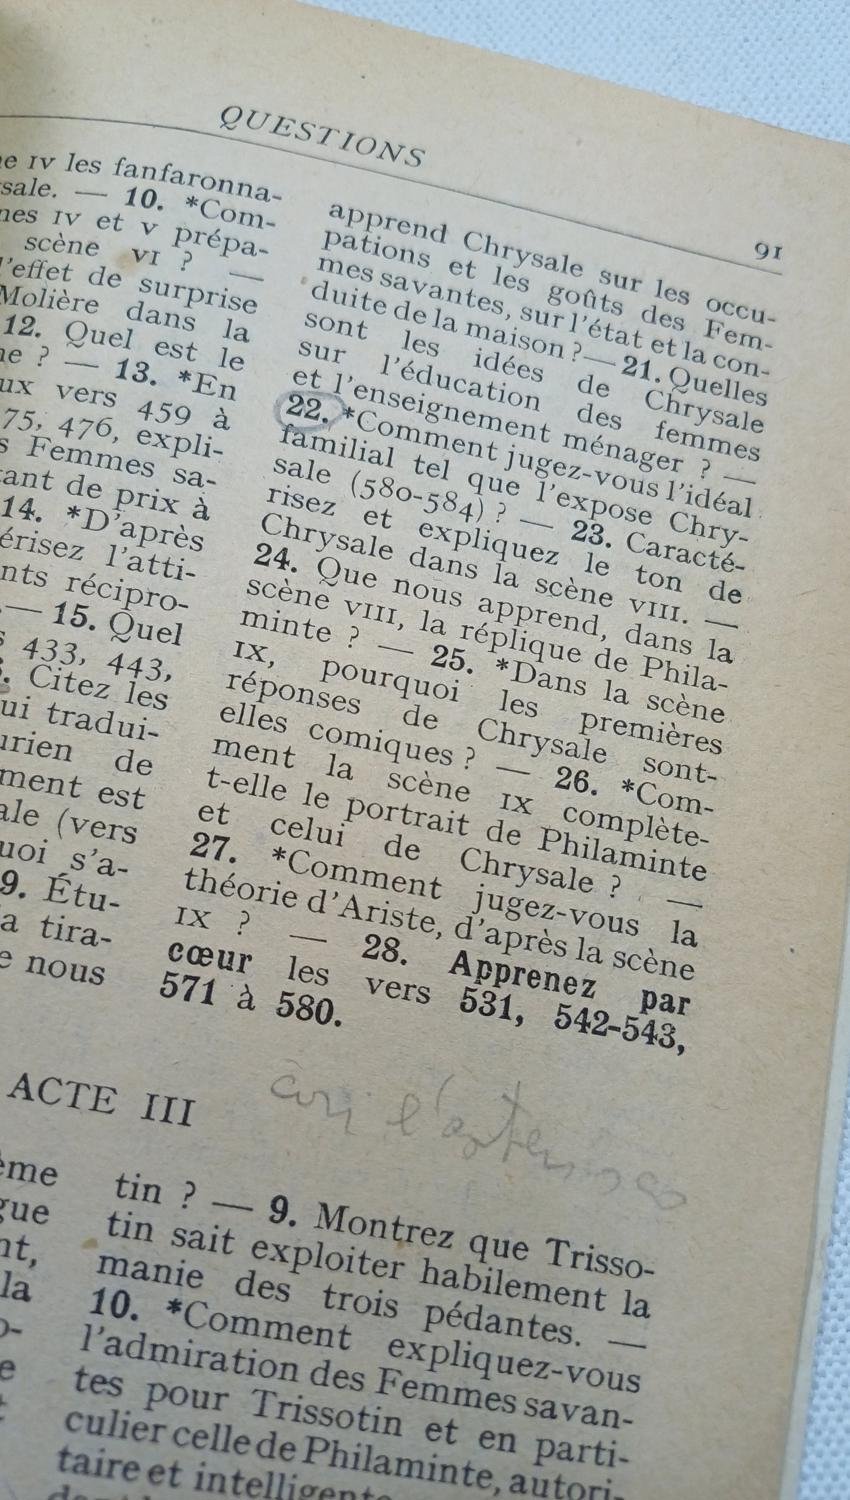 QUESTIONS
91
IV les fanfaronna-
sale. — 10. *Com-
nes IV et V prépa-
scène VI ? —
l'effet de surprise
Molière dans la
12. Quel est le
ne ? — 13. *En
ux vers 459 à
75, 476, expli-
s Femmes sa-
tant de prix à
14. *D'après
érisez l'atti-
nts récipro-
— 15. Quel
s 433, 443,
Citez les
ui tradui-
urien de
ment est
ale (vers
uoi s'a-
9. Étu-
a tira-
e nous
apprend Chrysale sur les occu-
pations et les goûts des Fem-
mes savantes, sur l'état et la con-
duite de la maison ? — 21. Quelles
sont les idées de Chrysale
sur l'éducation des femmes
et l'enseignement ménager ? —
22. *Comment jugez-vous l'idéal
familial tel que l'expose Chry-
sale (580-584) ? — 23. Caracté-
risez et expliquez le ton de
Chrysale dans la scène VIII. —
24. Que nous apprend, dans la
scène VIII, la réplique de Phila-
minte ? — 25. *Dans la scène
IX, pourquoi les premières
réponses de Chrysale sont-
elles comiques ? — 26. *Com-
ment la scène IX complète-
t-elle le portrait de Philaminte
et celui de Chrysale ? —
27. *Comment jugez-vous la
théorie d'Ariste, d'après la scène
IX ? — 28. Apprenez par
cœur les vers 531, 542-543,
571 à 580.
ACTE III
ème
gue
nt,
la
tin ? — 9. Montrez que Trisso-
tin sait exploiter habilement la
manie des trois pédantes. —
10. *Comment expliquez-vous
l'admiration des Femmes savan-
tes pour Trissotin et en parti-
culier celle de Philaminte, autori-
taire et intelligente